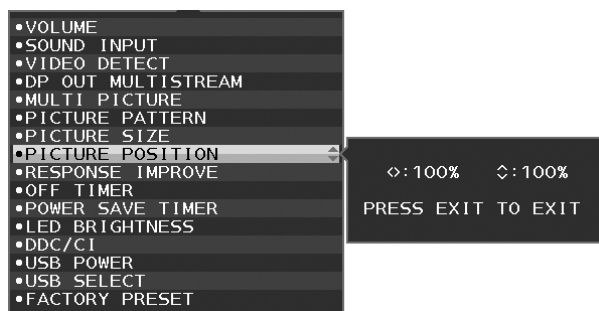 •VOLUME
•SOUND INPUT
•VIDEO DETECT
•DP OUT MULTISTREAM
•MULTI PICTURE
•PICTURE PATTERN
•PICTURE SIZE
•PICTURE POSITION
•RESPONSE IMPROVE
•OFF TIMER
•POWER SAVE TIMER
•LED BRIGHTNESS
•DDC/CI
•USB POWER
•USB SELECT
•FACTORY PRESET
:100% :100%
PRESS EXIT TO EXIT